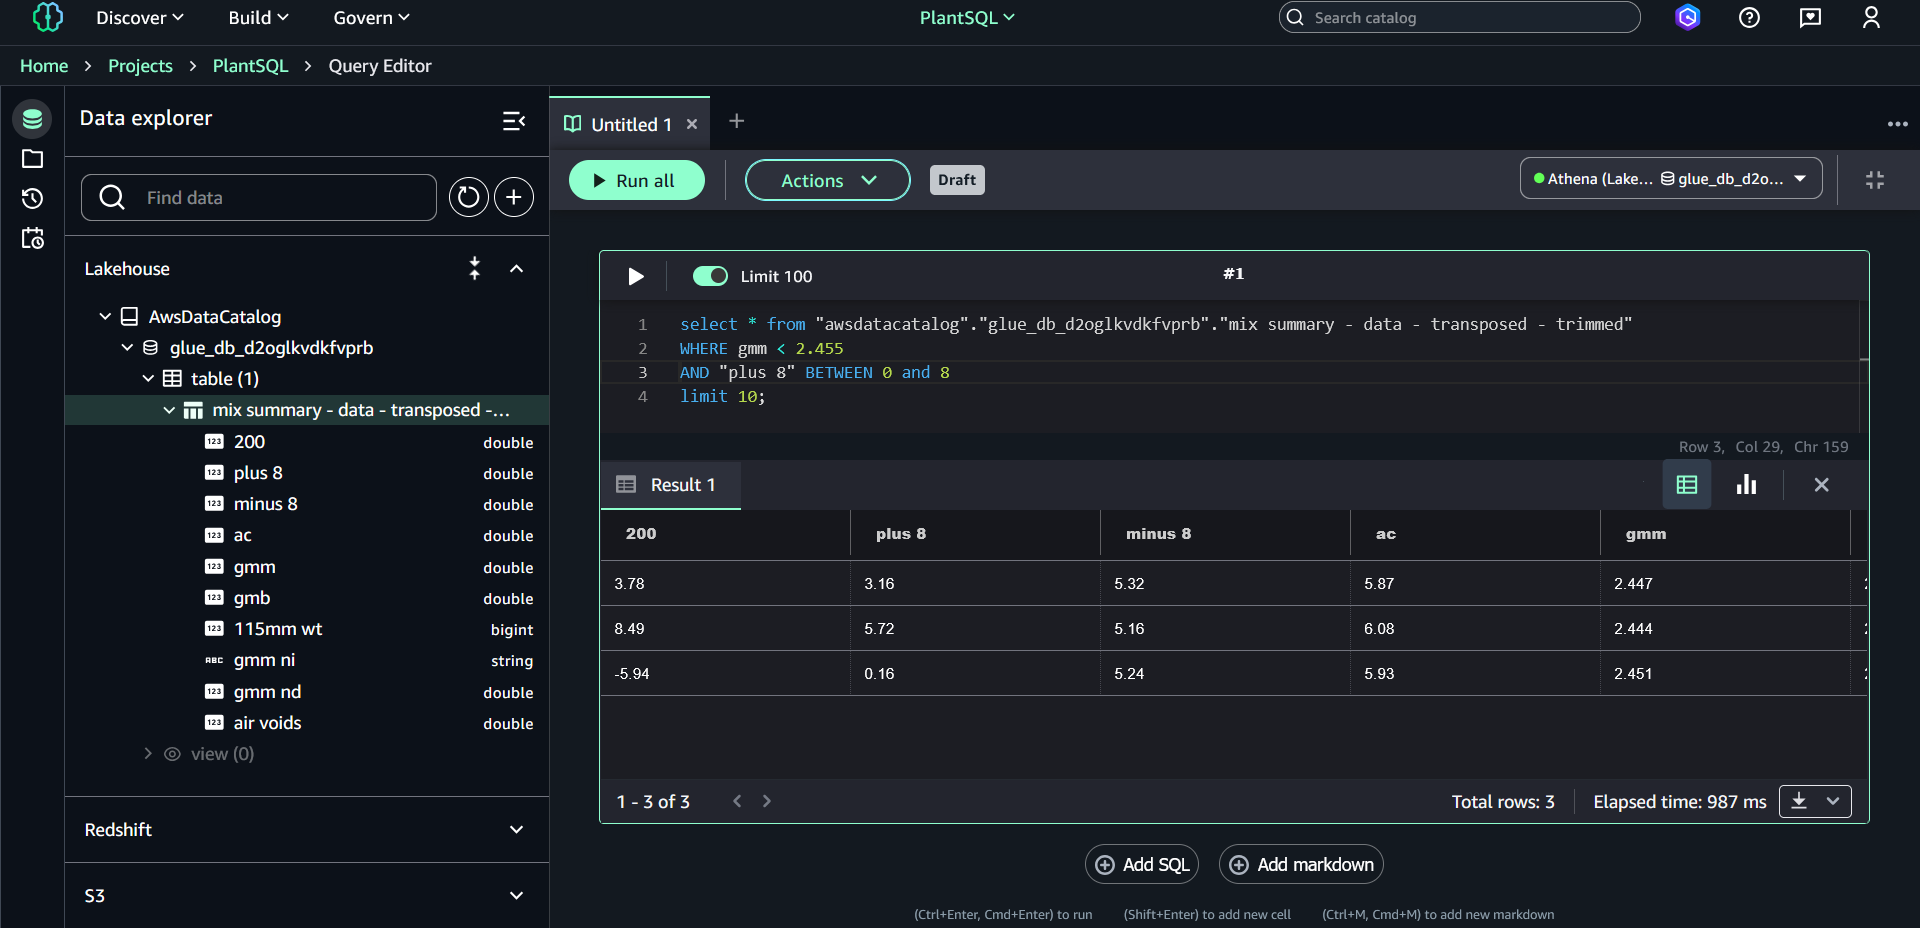 Discover Build Govern PlantSQL Search catalog
Home > Projects > PlantSQL > Query Editor
Data explorer
Untitled 1
Run all Actions Draft Athena (Lake... glue_db_d2o...
Find data
Lakehouse
AwsDataCatalog
glue_db_d2oglkvdkfvprb
table (1)
mix summary - data - transposed -...
200 double
plus 8 double
minus 8 double
ac double
gmm double
gmb double
115mm wt bigint
gmm ni string
gmm nd double
air voids double
view (0)
Redshift
S3
Limit 100 #1
1 select * from "awsdatacatalog"."glue_db_d2oglkvdkfvprb"."mix summary - data - transposed - trimmed"
2 WHERE gmm < 2.455
3 AND "plus 8" BETWEEN 0 and 8
4 limit 10;
Row 3, Col 29, Chr 159
Result 1
200 plus 8 minus 8 ac gmm
3.78 3.16 5.32 5.87 2.447
8.49 5.72 5.16 6.08 2.444
-5.94 0.16 5.24 5.93 2.451
1 - 3 of 3 Total rows: 3 Elapsed time: 987 ms
Add SQL Add markdown
(Ctrl+Enter, Cmd+Enter) to run (Shift+Enter) to add new cell (Ctrl+M, Cmd+M) to add new markdown